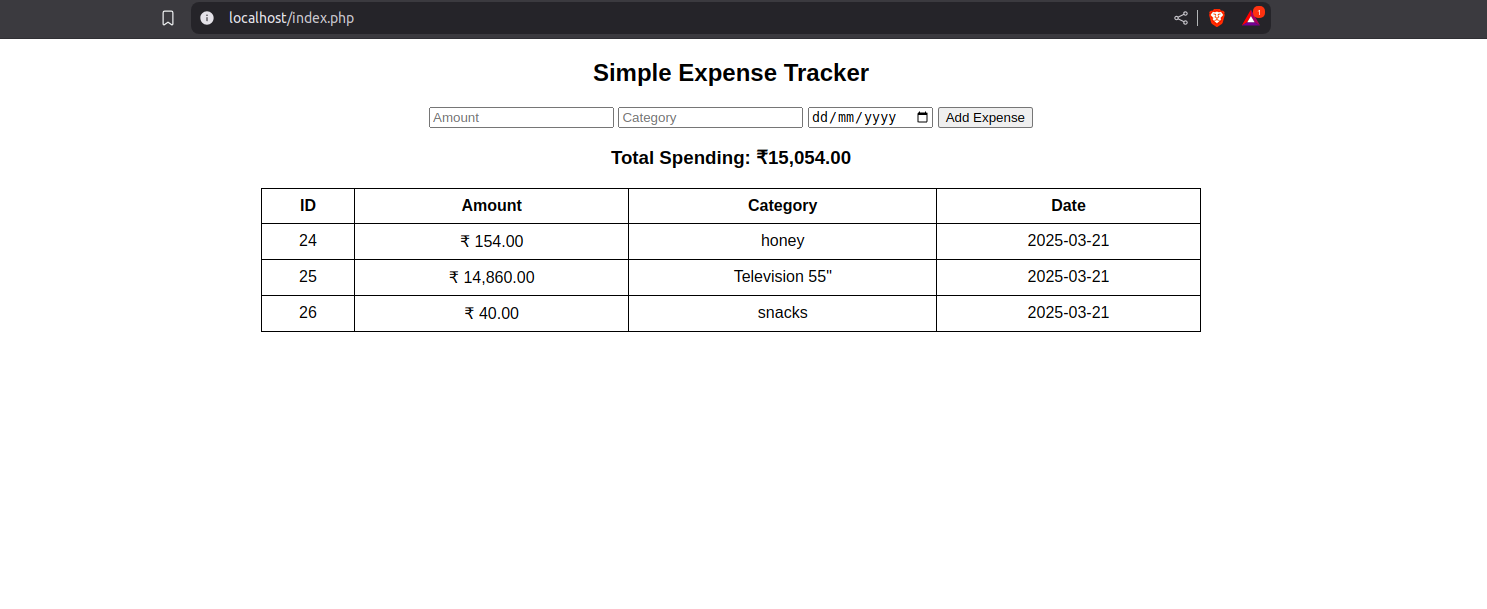 localhost/index.php
1
Simple Expense Tracker
Amount Category dd/mm/yyyy Add Expense
Total Spending: ₹15,054.00
ID Amount Category Date
24 ₹ 154.00 honey 2025-03-21
25 ₹ 14,860.00 Television 55" 2025-03-21
26 ₹ 40.00 snacks 2025-03-21